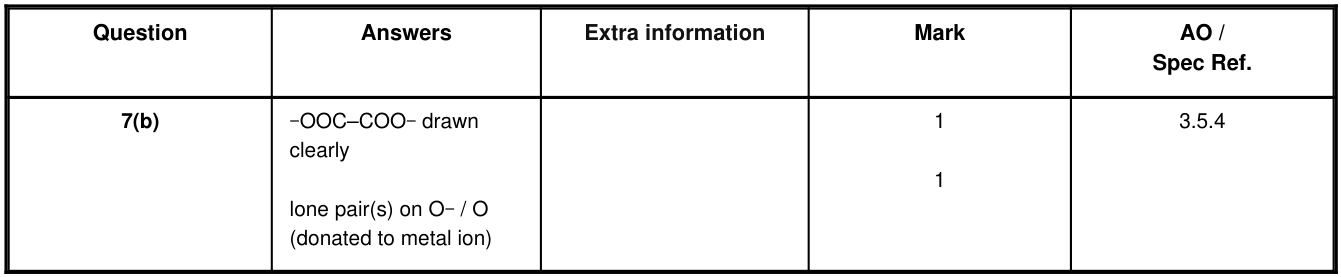 Question Answers Extra information Mark AO /
Spec Ref.
7(b) –OOC–COO– drawn 1 3.5.4
clearly
1
lone pair(s) on O– / O
(donated to metal ion)